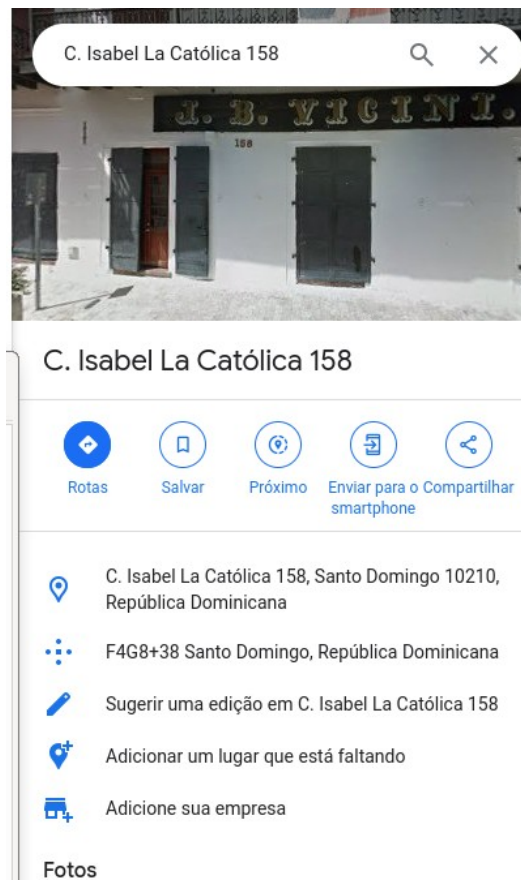 C. Isabel La Católica 158
J. B. VICINI.
158
C. Isabel La Católica 158
Rotas
Salvar
Próximo
Enviar para o smartphone
Compartilhar
C. Isabel La Católica 158, Santo Domingo 10210,
República Dominicana
F4G8+38 Santo Domingo, República Dominicana
Sugerir uma edição em C. Isabel La Católica 158
Adicionar um lugar que está faltando
Adicione sua empresa
Fotos